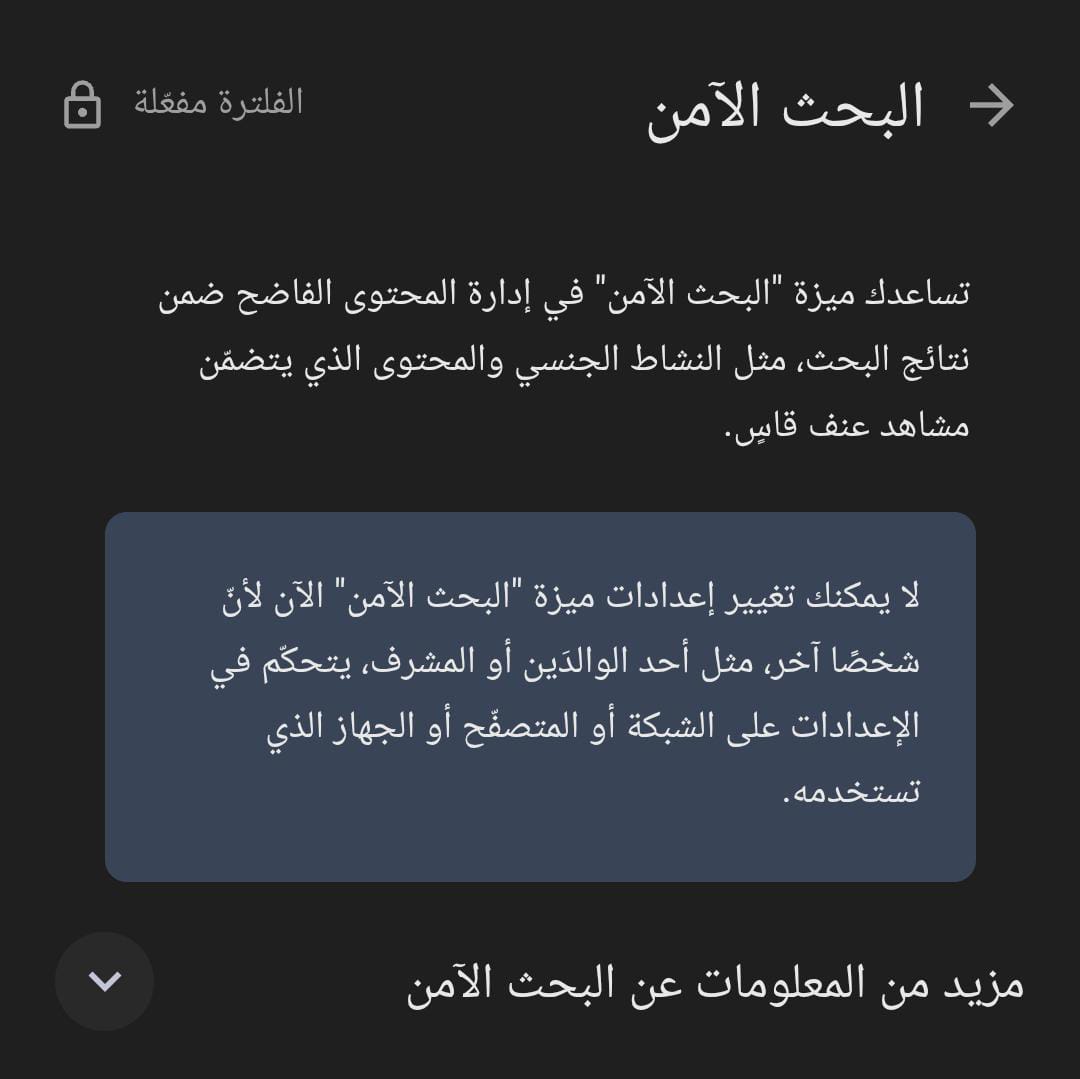 البحث الآمن
الفلترة مفعّلة
تساعدك ميزة "البحث الآمن" في إدارة المحتوى الفاضح ضمن
نتائج البحث، مثل النشاط الجنسي والمحتوى الذي يتضمّن
مشاهد عنف قاسٍ.
لا يمكنك تغيير إعدادات ميزة "البحث الآمن" الآن لأنّ
شخصًا آخر، مثل أحد الوالدَين أو المشرف، يتحكّم في
الإعدادات على الشبكة أو المتصفّح أو الجهاز الذي
تستخدمه.
مزيد من المعلومات عن البحث الآمن